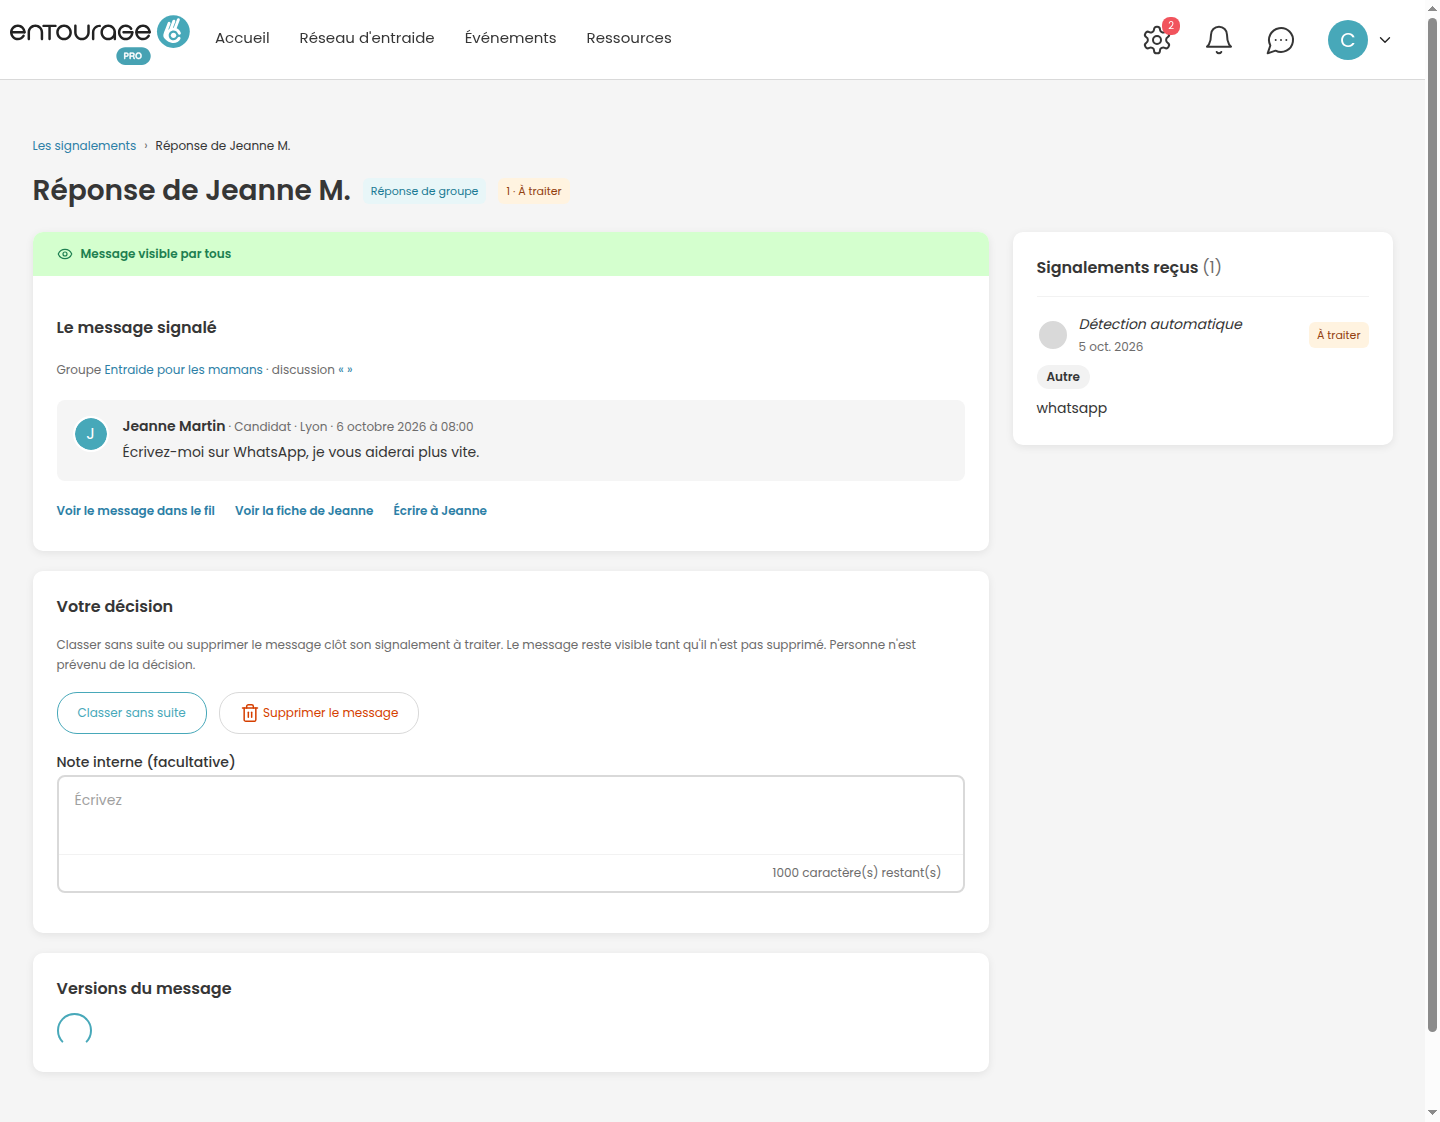 entourage
PRO
Accueil
Réseau d'entraide
Événements
Ressources
2
C
Les signalements › Réponse de Jeanne M.
Réponse de Jeanne M.
Réponse de groupe
1 · À traiter
Message visible par tous
Le message signalé
Groupe Entraide pour les mamans · discussion « »
J
Jeanne Martin · Candidat · Lyon · 6 octobre 2026 à 08:00
Écrivez-moi sur WhatsApp, je vous aiderai plus vite.
Voir le message dans le fil
Voir la fiche de Jeanne
Écrire à Jeanne
Votre décision
Classer sans suite ou supprimer le message clôt son signalement à traiter. Le message reste visible tant qu'il n'est pas supprimé. Personne n'est
prévenu de la décision.
Classer sans suite
Supprimer le message
Note interne (facultative)
Écrivez
1000 caractère(s) restant(s)
Versions du message
Signalements reçus (1)
Détection automatique
5 oct. 2026
À traiter
Autre
whatsapp